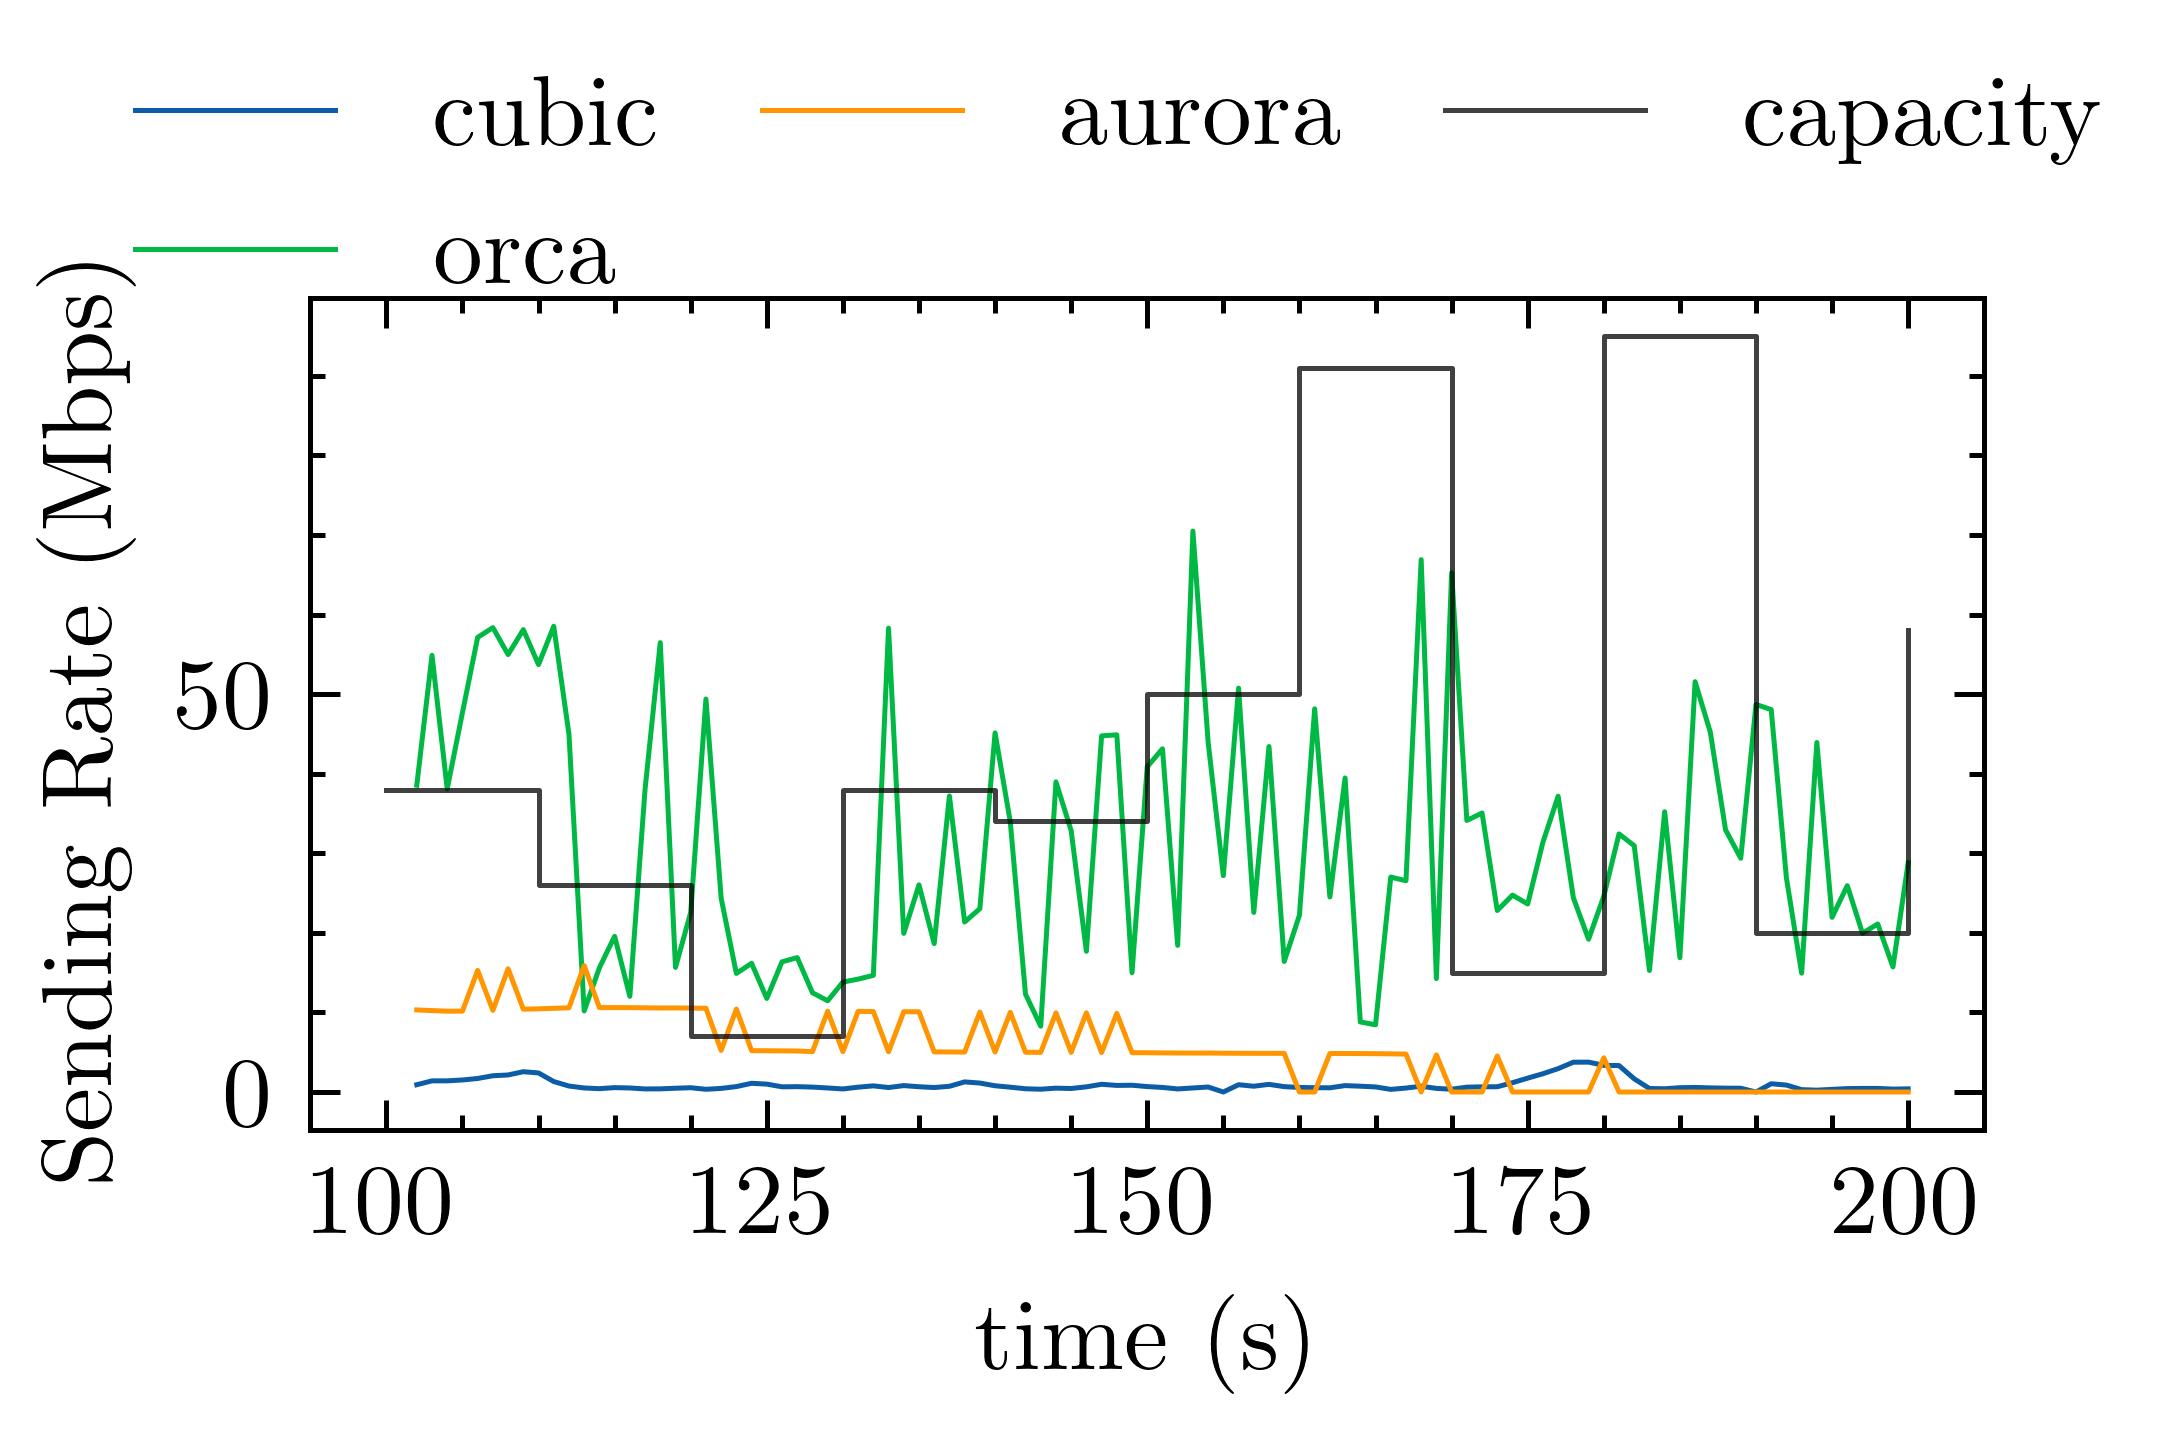 cubic aurora capacity
orca
Sending Rate (Mbps)
50
0
100 125 150 175 200
time (s)